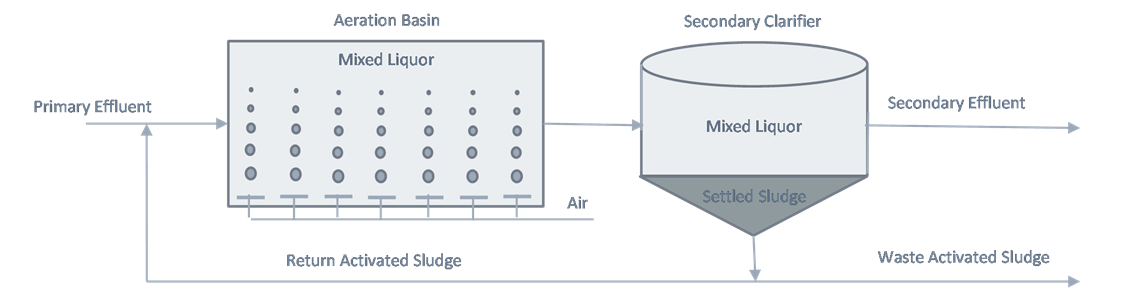 Aeration Basin
Secondary Clarifier
Mixed Liquor
Primary Effluent
Secondary Effluent
Mixed Liquor
Settled Sludge
Air
Return Activated Sludge
Waste Activated Sludge